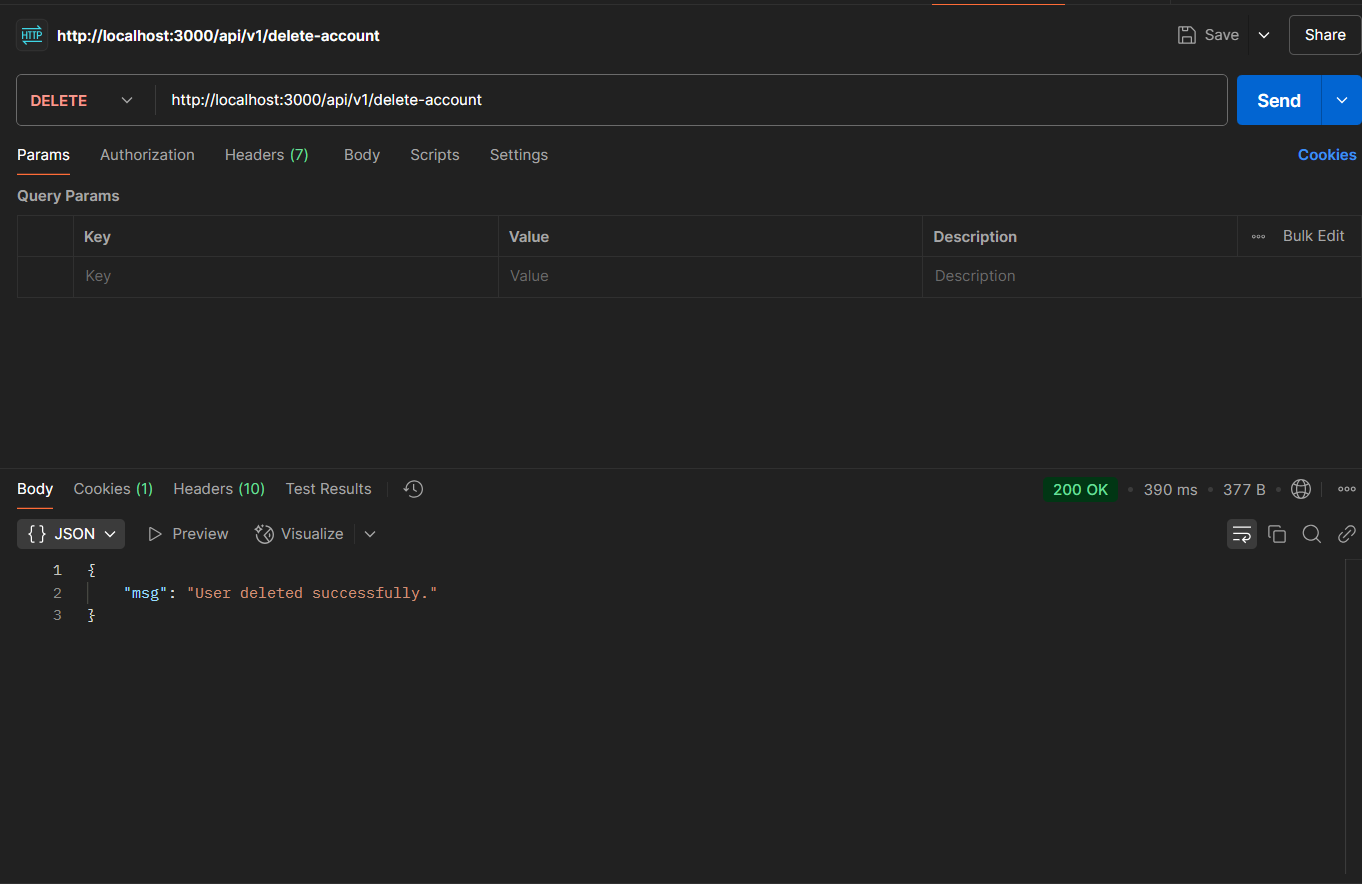 HTTP http://localhost:3000/api/v1/delete-account Save Share
DELETE http://localhost:3000/api/v1/delete-account Send
Params Authorization Headers (7) Body Scripts Settings Cookies
Query Params
Key Value Description Bulk Edit
Key Value Description
Body Cookies (1) Headers (10) Test Results 200 OK • 390 ms • 377 B •
{} JSON Preview Visualize
1 {
2 "msg": "User deleted successfully."
3 }